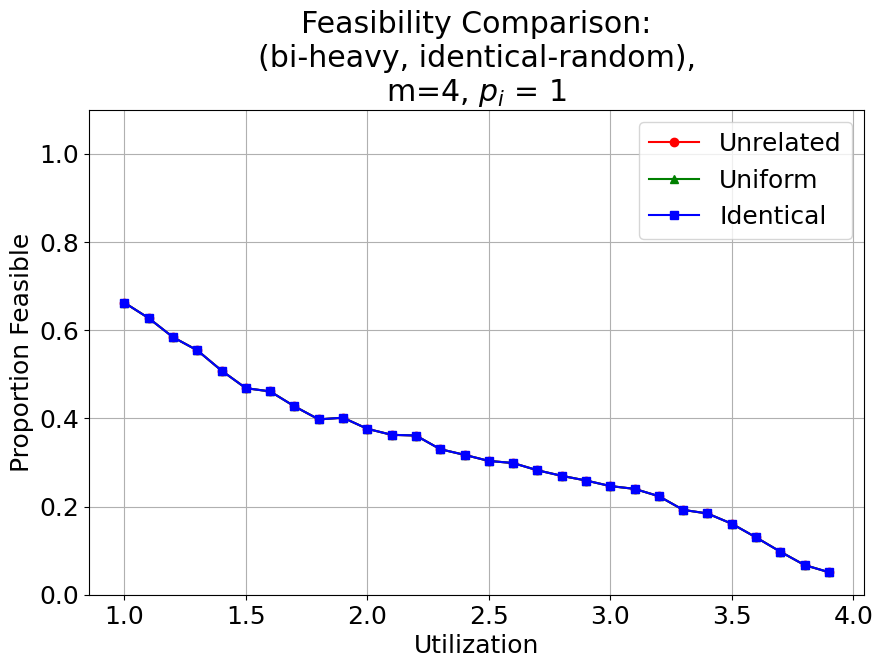 Feasibility Comparison:
(bi-heavy, identical-random),
m=4, $p_i$ = 1
Unrelated
Uniform
Identical
Proportion Feasible
1.0
0.8
0.6
0.4
0.2
0.0
1.0 1.5 2.0 2.5 3.0 3.5 4.0
Utilization